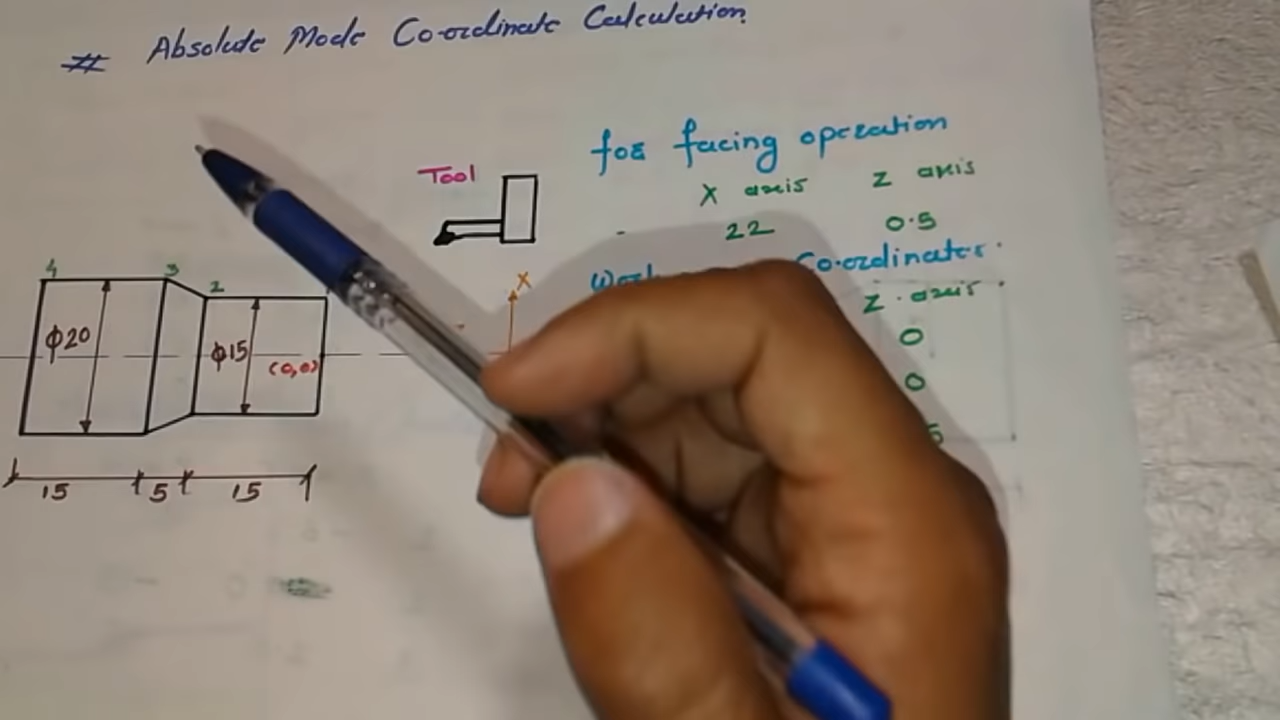 # Absolute Mode Co-ordinate Calculation
for facing operation
Tool
X axis Z axis
22 0.5
Co.ordinates.
X
Z . axis
4 3 2
ϕ20
ϕ15
(0,0)
0
0
5
15 5 15